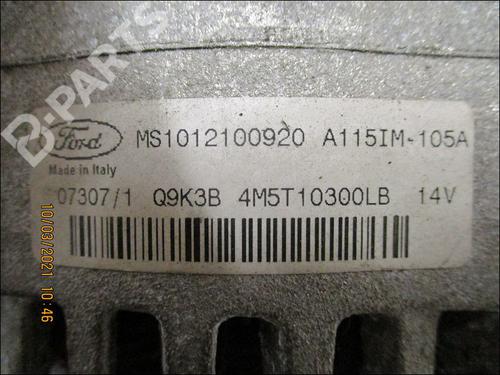 B-PARTS
Ford MS1012100920 A115IM-105A
Made in Italy
07307/1 Q9K3B 4M5T10300LB 14V
10/03/2021 10:46